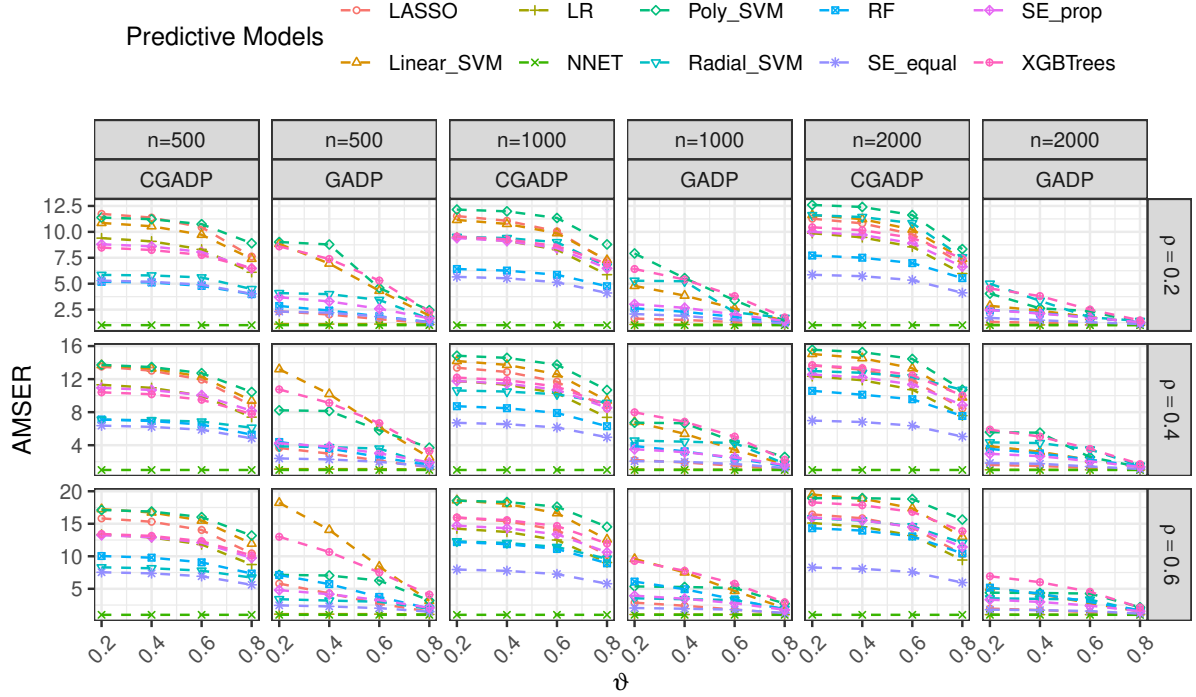 Predictive Models
LASSO LR Poly_SVM RF SE_prop
Linear_SVM NNET Radial_SVM SE_equal XGBTrees
n=500 n=500 n=1000 n=1000 n=2000 n=2000
CGADP GADP CGADP GADP CGADP GADP
12.5
10.0
7.5
5.0
2.5
ρ = 0.2
16
12
8
4
ρ = 0.4
20
15
10
5
ρ = 0.6
AMSER
0.2 0.4 0.6 0.8 0.2 0.4 0.6 0.8 0.2 0.4 0.6 0.8 0.2 0.4 0.6 0.8 0.2 0.4 0.6 0.8 0.2 0.4 0.6 0.8
ϑ